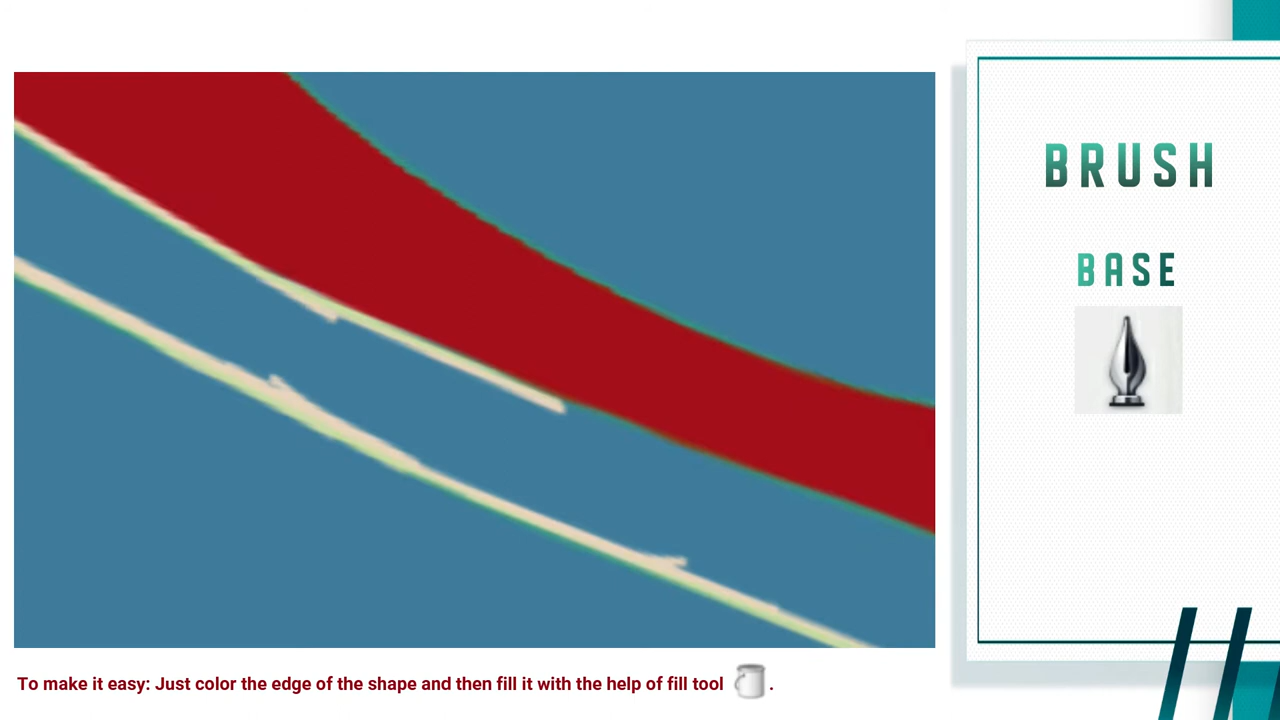 BRUSH
BASE
To make it easy: Just color the edge of the shape and then fill it with the help of fill tool .